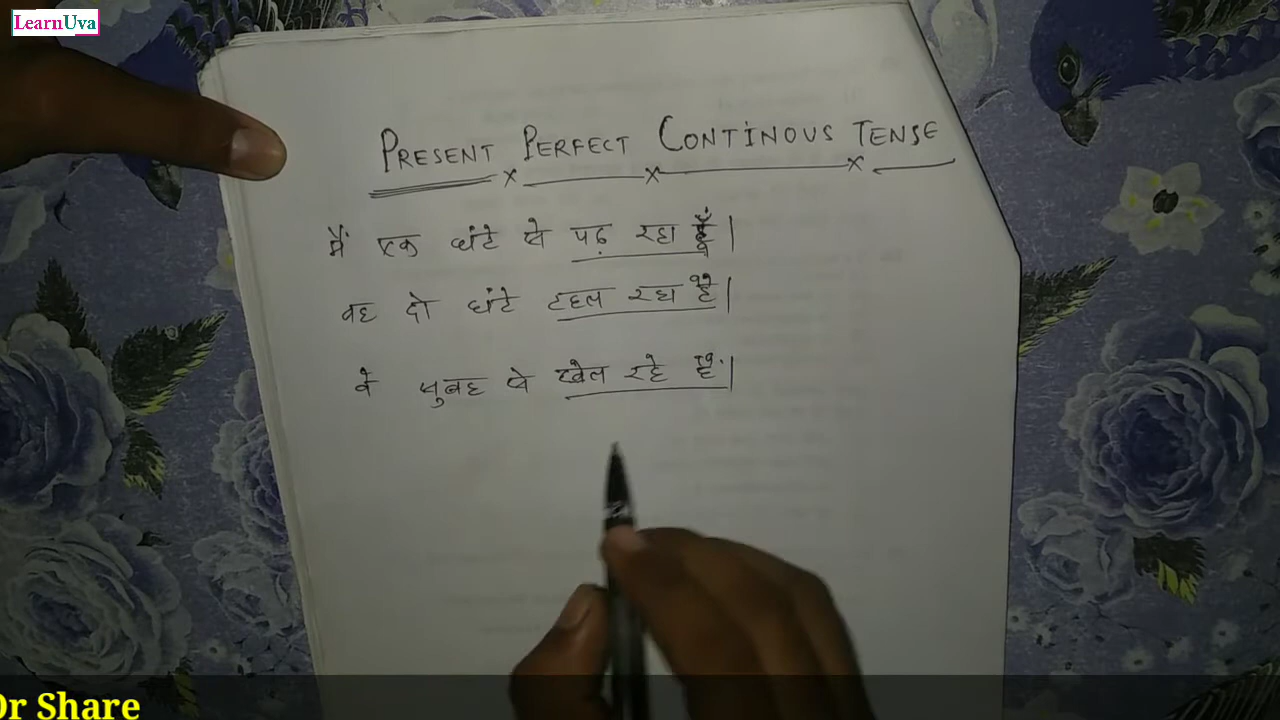 LearnUva
PRESENT PERFECT CONTINOUS TENSE
मैं एक घंटे से पढ़ रहा हूँ।
वह दो घंटे टहल रहा है।
वे सुबह से खेल रहे हैं।
Or Share